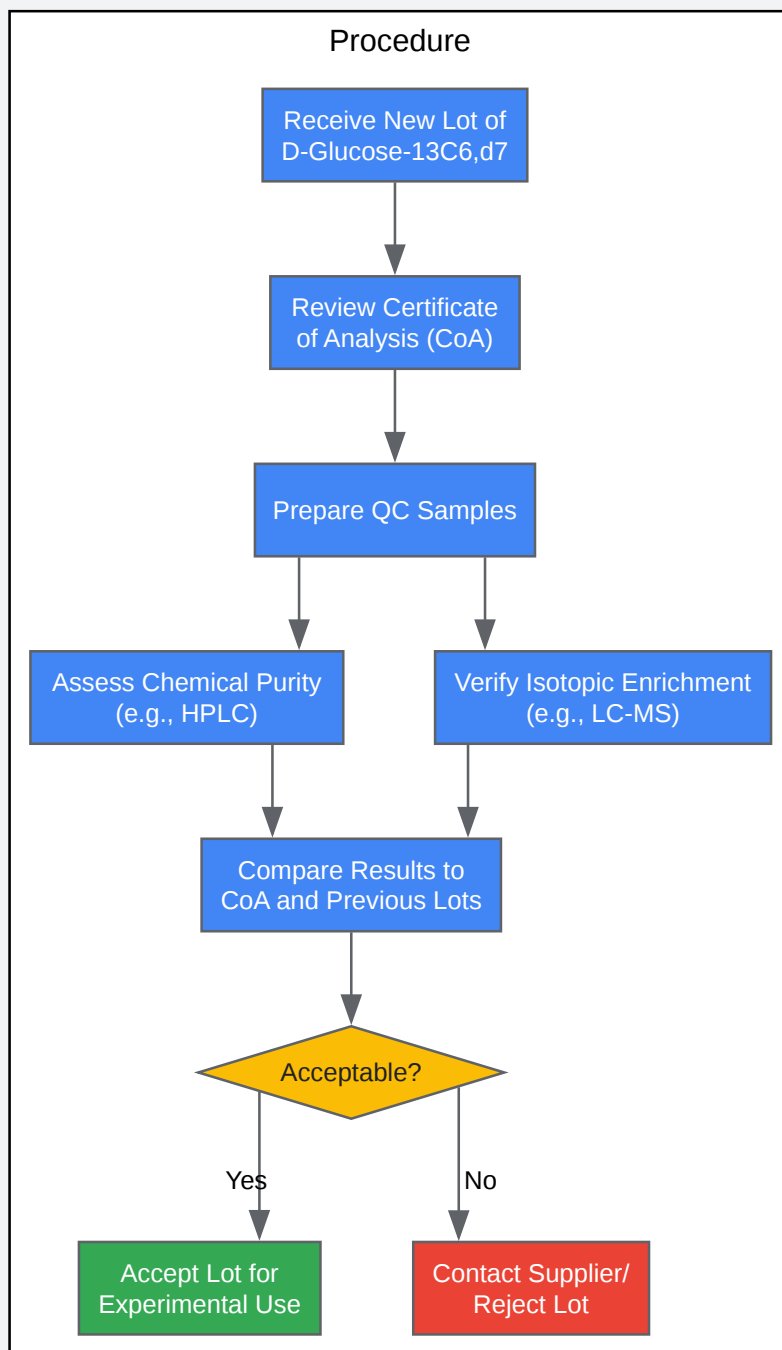 Procedure
Receive New Lot of
D-Glucose-13C6,d7
Review Certificate
of Analysis (CoA)
Prepare QC Samples
Assess Chemical Purity
(e.g., HPLC)
Verify Isotopic Enrichment
(e.g., LC-MS)
Compare Results to
CoA and Previous Lots
Acceptable?
Yes
No
Accept Lot for
Experimental Use
Contact Supplier/
Reject Lot